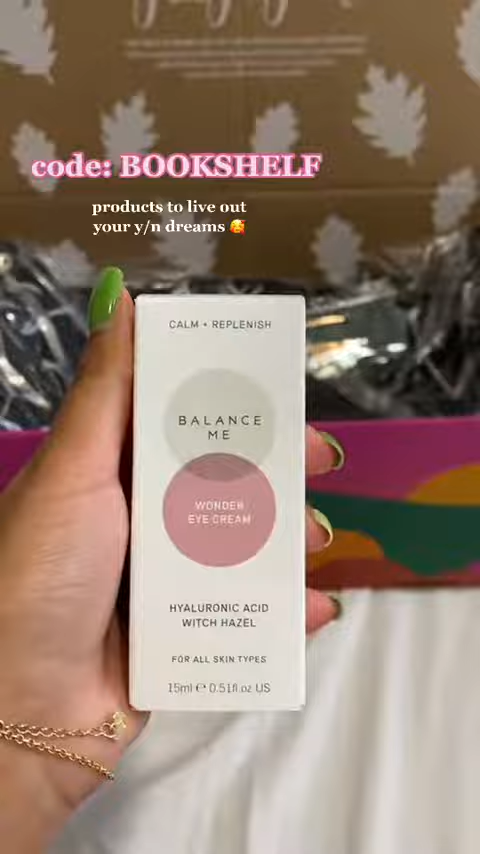 code: BOOKSHELF
products to live out
your y/n dreams 🥰
CALM + REPLENISH
BALANCE
ME
WONDER
EYE CREAM
HYALURONIC ACID
WITCH HAZEL
FOR ALL SKIN TYPES
15ml ℮ 0.51fl.oz US